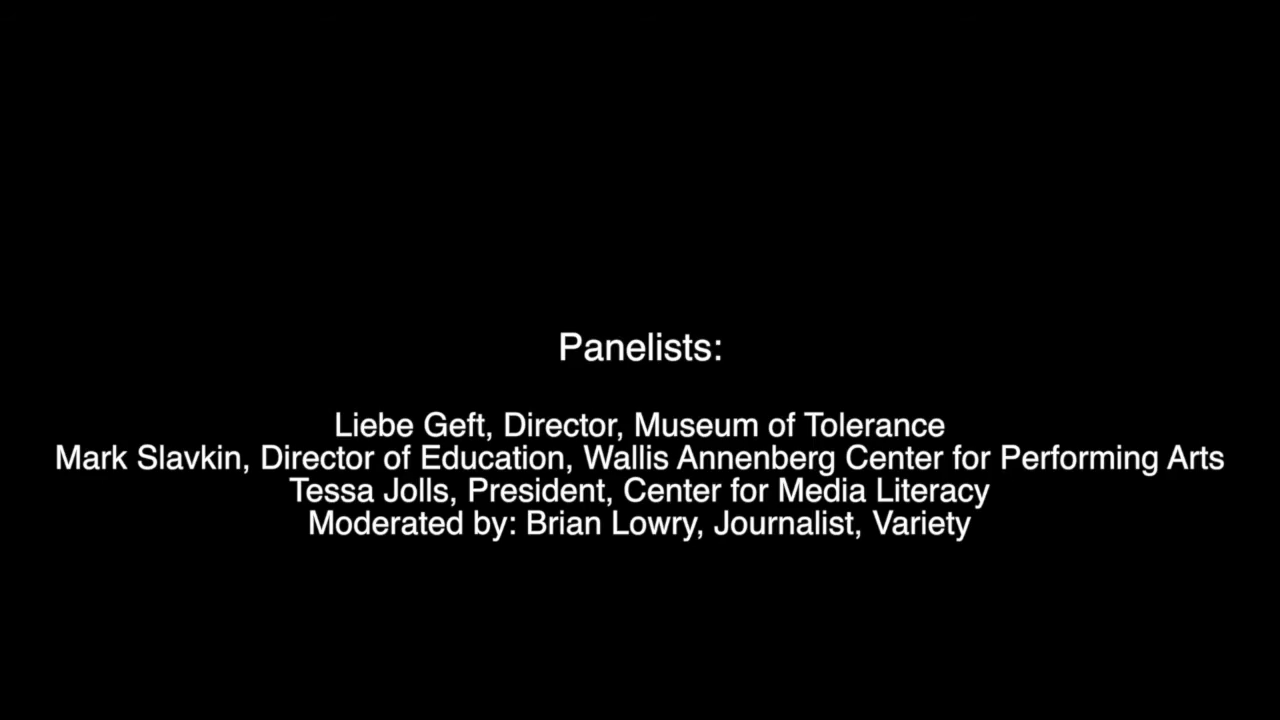 Panelists:
Liebe Geft, Director, Museum of Tolerance
Mark Slavkin, Director of Education, Wallis Annenberg Center for Performing Arts
Tessa Jolls, President, Center for Media Literacy
Moderated by: Brian Lowry, Journalist, Variety